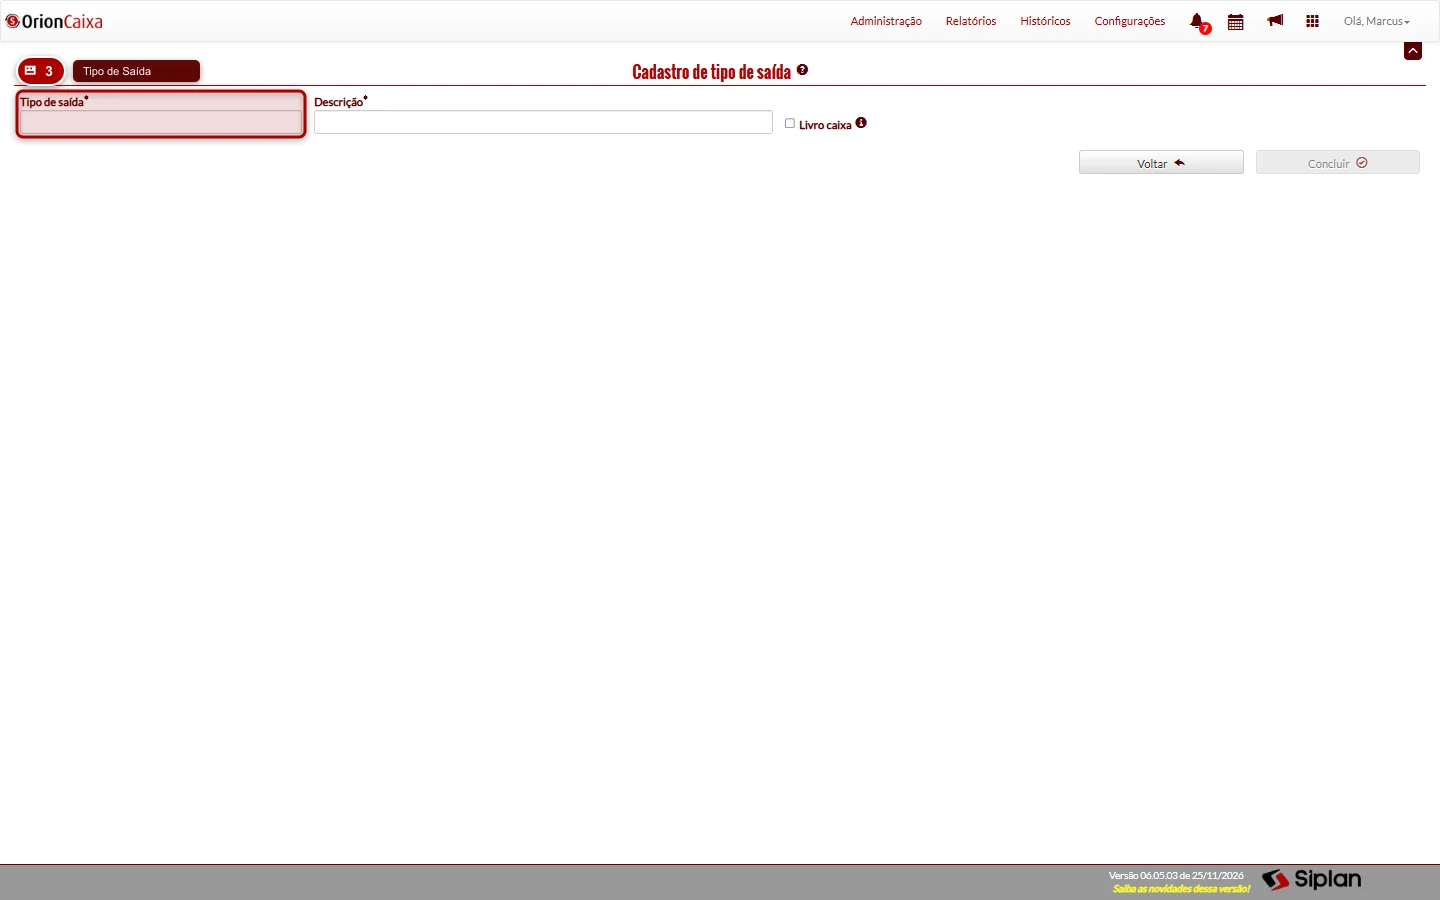 OrionCaixa
Administração Relatórios Históricos Configurações 7 Olá, Marcus
3 Tipo de Saída
Cadastro de tipo de saída ?
Tipo de saída* Descrição*
Livro caixa
Voltar Concluir
Versão 06.05.03 de 25/11/2026
Saiba as novidades dessa versão!
Siplan